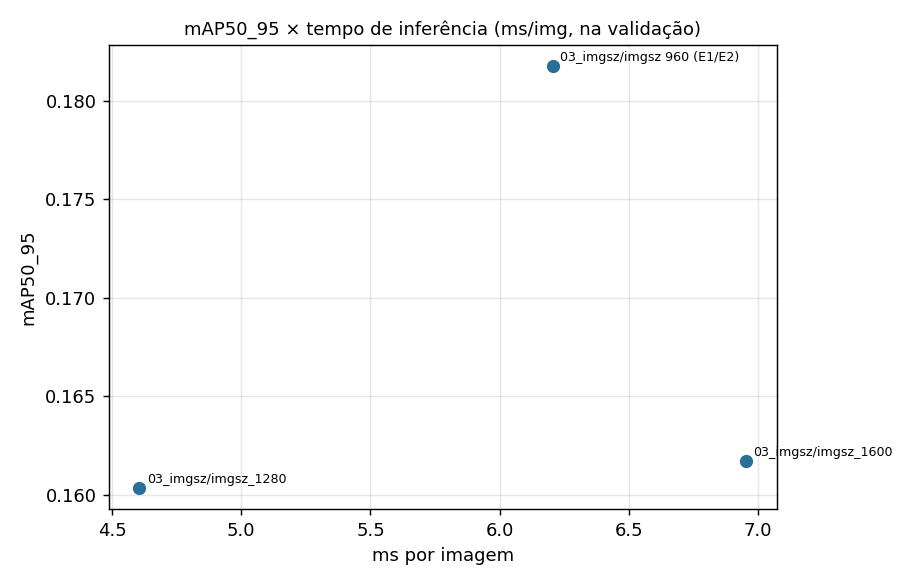 mAP50_95 × tempo de inferência (ms/img, na validação)
03_imgsz/imgsz 960 (E1/E2)
0.180
0.175
0.170
0.165
0.160
mAP50_95
03_imgsz/imgsz_1600
03_imgsz/imgsz_1280
4.5 5.0 5.5 6.0 6.5 7.0
ms por imagem